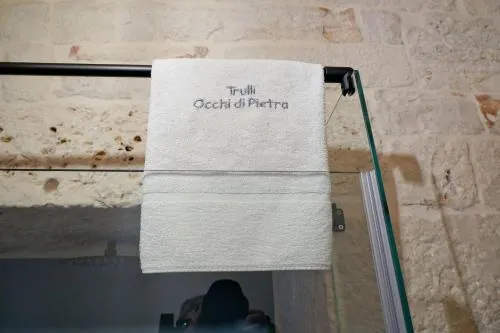 Trulli
Occhi di Pietra